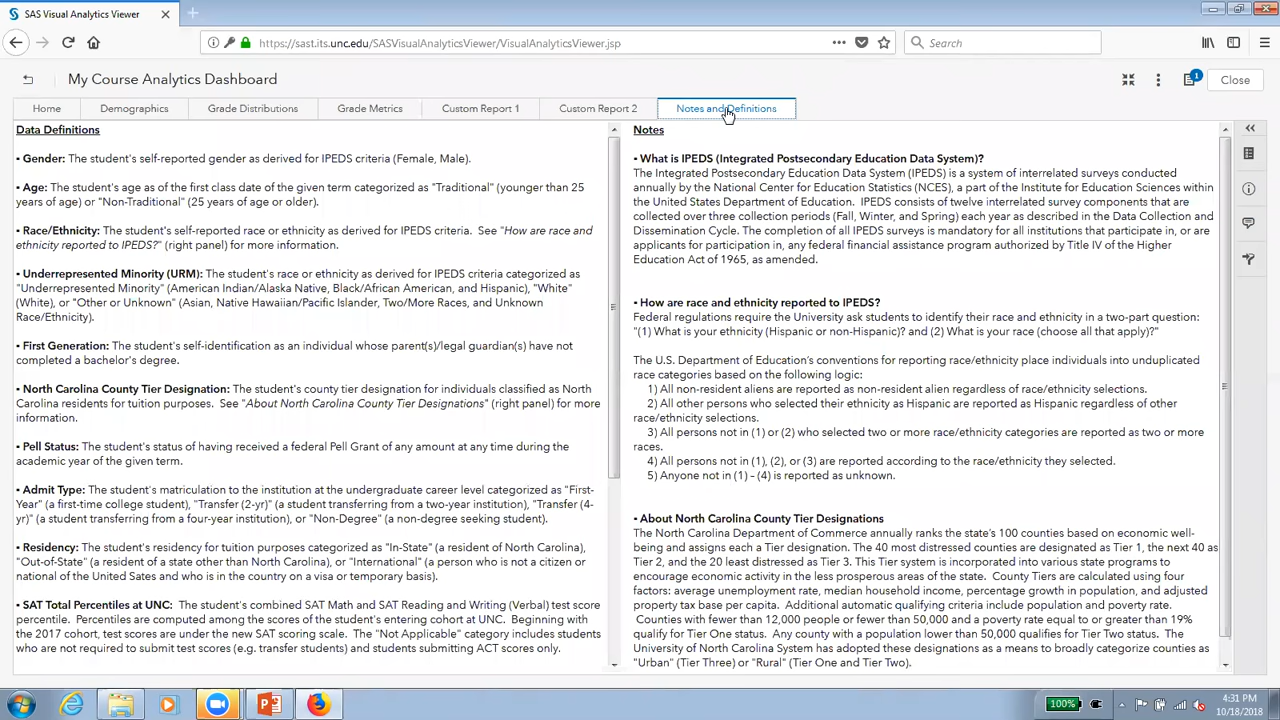 SAS Visual Analytics Viewer
https://sast.its.unc.edu/SASVisualAnalyticsViewer/VisualAnalyticsViewer.jsp
Search
My Course Analytics Dashboard
1
Close
Home
Demographics
Grade Distributions
Grade Metrics
Custom Report 1
Custom Report 2
Notes and Definitions
Data Definitions
• Gender: The student's self-reported gender as derived for IPEDS criteria (Female, Male).
• Age: The student's age as of the first class date of the given term categorized as "Traditional" (younger than 25
years of age) or "Non-Traditional" (25 years of age or older).
• Race/Ethnicity: The student's self-reported race or ethnicity as derived for IPEDS criteria. See "How are race and
ethnicity reported to IPEDS?" (right panel) for more information.
• Underrepresented Minority (URM): The student's race or ethnicity as derived for IPEDS criteria categorized as
"Underrepresented Minority" (American Indian/Alaska Native, Black/African American, and Hispanic), "White"
(White), or "Other or Unknown" (Asian, Native Hawaiian/Pacific Islander, Two/More Races, and Unknown
Race/Ethnicity).
• First Generation: The student's self-identification as an individual whose parent(s)/legal guardian(s) have not
completed a bachelor's degree.
• North Carolina County Tier Designation: The student's county tier designation for individuals classified as North
Carolina residents for tuition purposes. See "About North Carolina County Tier Designations" (right panel) for more
information.
• Pell Status: The student's status of having received a federal Pell Grant of any amount at any time during the
academic year of the given term.
• Admit Type: The student's matriculation to the institution at the undergraduate career level categorized as "First-
Year" (a first-time college student), "Transfer (2-yr)" (a student transferring from a two-year institution), "Transfer (4-
yr)" (a student transferring from a four-year institution), or "Non-Degree" (a non-degree seeking student).
• Residency: The student's residency for tuition purposes categorized as "In-State" (a resident of North Carolina),
"Out-of-State" (a resident of a state other than North Carolina), or "International" (a person who is not a citizen or
national of the United Sates and who is in the country on a visa or temporary basis).
• SAT Total Percentiles at UNC: The student's combined SAT Math and SAT Reading and Writing (Verbal) test score
percentile. Percentiles are computed among the scores of the student's entering cohort at UNC. Beginning with
the 2017 cohort, test scores are under the new SAT scoring scale. The "Not Applicable" category includes students
who are not required to submit test scores (e.g. transfer students) and students submitting ACT scores only.
Notes
• What is IPEDS (Integrated Postsecondary Education Data System)?
The Integrated Postsecondary Education Data System (IPEDS) is a system of interrelated surveys conducted
annually by the National Center for Education Statistics (NCES), a part of the Institute for Education Sciences within
the United States Department of Education. IPEDS consists of twelve interrelated survey components that are
collected over three collection periods (Fall, Winter, and Spring) each year as described in the Data Collection and
Dissemination Cycle. The completion of all IPEDS surveys is mandatory for all institutions that participate in, or are
applicants for participation in, any federal financial assistance program authorized by Title IV of the Higher
Education Act of 1965, as amended.
• How are race and ethnicity reported to IPEDS?
Federal regulations require the University ask students to identify their race and ethnicity in a two-part question:
"(1) What is your ethnicity (Hispanic or non-Hispanic)? and (2) What is your race (choose all that apply)?"
The U.S. Department of Education's conventions for reporting race/ethnicity place individuals into unduplicated
race categories based on the following logic:
1) All non-resident aliens are reported as non-resident alien regardless of race/ethnicity selections.
2) All other persons who selected their ethnicity as Hispanic are reported as Hispanic regardless of other
race/ethnicity selections.
3) All persons not in (1) or (2) who selected two or more race/ethnicity categories are reported as two or more
races.
4) All persons not in (1), (2), or (3) are reported according to the race/ethnicity they selected.
5) Anyone not in (1) - (4) is reported as unknown.
• About North Carolina County Tier Designations
The North Carolina Department of Commerce annually ranks the state's 100 counties based on economic well-
being and assigns each a Tier designation. The 40 most distressed counties are designated as Tier 1, the next 40 as
Tier 2, and the 20 least distressed as Tier 3. This Tier system is incorporated into various state programs to
encourage economic activity in the less prosperous areas of the state. County Tiers are calculated using four
factors: average unemployment rate, median household income, percentage growth in population, and adjusted
property tax base per capita. Additional automatic qualifying criteria include population and poverty rate.
Counties with fewer than 12,000 people or fewer than 50,000 and a poverty rate equal to or greater than 19%
qualify for Tier One status. Any county with a population lower than 50,000 qualifies for Tier Two status. The
University of North Carolina System has adopted these designations as a means to broadly categorize counties as
"Urban" (Tier Three) or "Rural" (Tier One and Tier Two).
100%
4:31 PM
10/18/2018